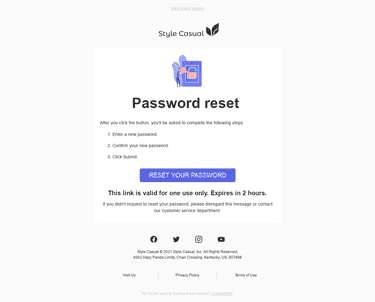 View email online
Style Casual
Password reset
After you click the button, you'll be asked to complete the following steps:
1. Enter a new password.
2. Confirm your new password.
3. Click Submit.
RESET YOUR PASSWORD
This link is valid for one use only. Expires in 2 hours.
If you didn't request to reset your password, please disregard this message or contact
our customer service department.
Style Casual © 2021 Style Casual, Inc. All Rights Reserved.
4562 Hazy Panda Limits, Chair Crossing, Kentucky, US, 607898
Visit Us
Privacy Policy
Terms of Use
No longer want to receive these emails? Unsubscribe